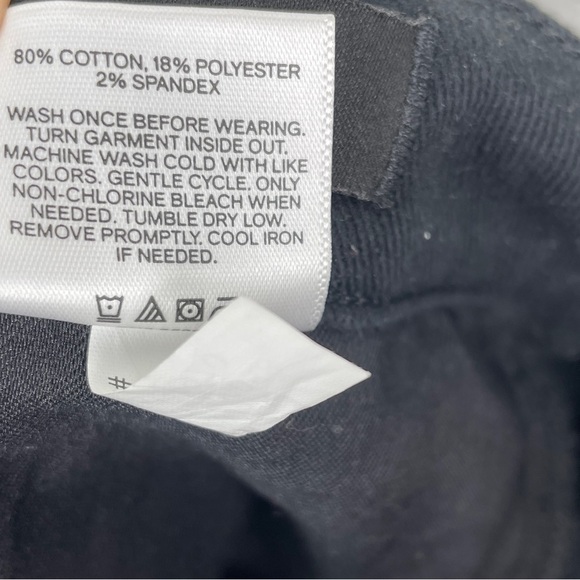 80% COTTON, 18% POLYESTER
2% SPANDEX
WASH ONCE BEFORE WEARING.
TURN GARMENT INSIDE OUT.
MACHINE WASH COLD WITH LIKE
COLORS. GENTLE CYCLE. ONLY
NON-CHLORINE BLEACH WHEN
NEEDED. TUMBLE DRY LOW.
REMOVE PROMPTLY. COOL IRON
IF NEEDED.
#